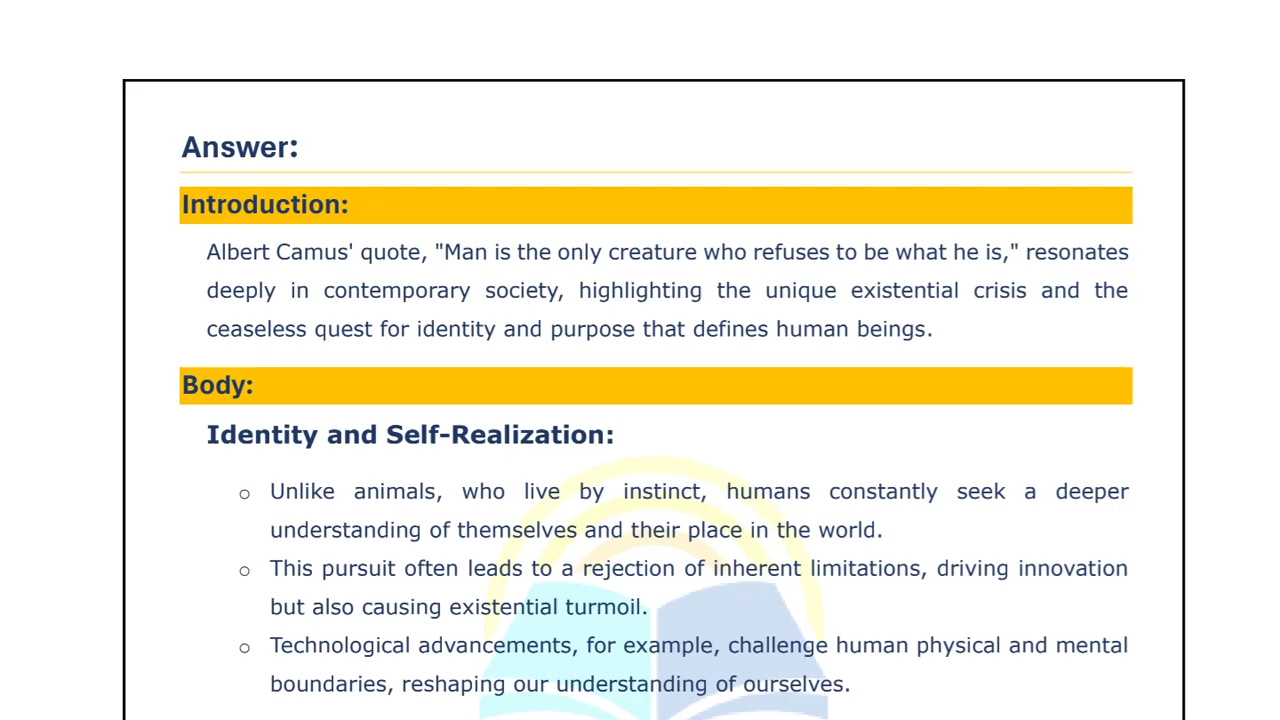 Answer:
Introduction:
Albert Camus' quote, "Man is the only creature who refuses to be what he is," resonates
deeply in contemporary society, highlighting the unique existential crisis and the
ceaseless quest for identity and purpose that defines human beings.
Body:
Identity and Self-Realization:
o Unlike animals, who live by instinct, humans constantly seek a deeper
understanding of themselves and their place in the world.
o This pursuit often leads to a rejection of inherent limitations, driving innovation
but also causing existential turmoil.
o Technological advancements, for example, challenge human physical and mental
boundaries, reshaping our understanding of ourselves.